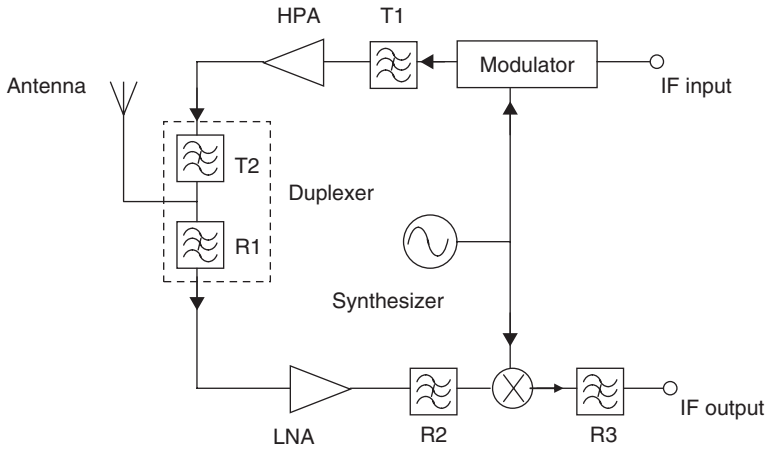 HPA
T1
Antenna
Modulator
IF input
T2
Duplexer
R1
Synthesizer
IF output
LNA
R2
R3